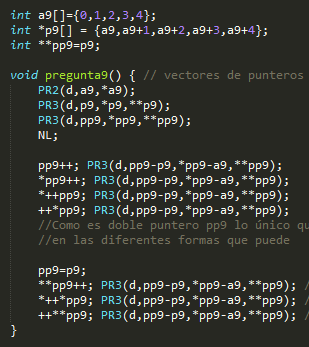 int a9[]={0,1,2,3,4};
int *p9[] = {a9,a9+1,a9+2,a9+3,a9+4};
int **pp9=p9;
void pregunta9() { // vectores de punteros
PR2(d,a9,*a9);
PR3(d,p9,*p9,**p9);
PR3(d,pp9,*pp9,**pp9);
NL;
pp9++; PR3(d,pp9-p9,*pp9-a9,**pp9);
*pp9++; PR3(d,pp9-p9,*pp9-a9,**pp9);
*++pp9; PR3(d,pp9-p9,*pp9-a9,**pp9);
++*pp9; PR3(d,pp9-p9,*pp9-a9,**pp9);
//Como es doble puntero pp9 lo único qu
//en las diferentes formas que puede
pp9=p9;
**pp9++; PR3(d,pp9-p9,*pp9-a9,**pp9); /
*++*pp9; PR3(d,pp9-p9,*pp9-a9,**pp9); /
++**pp9; PR3(d,pp9-p9,*pp9-a9,**pp9); /
}